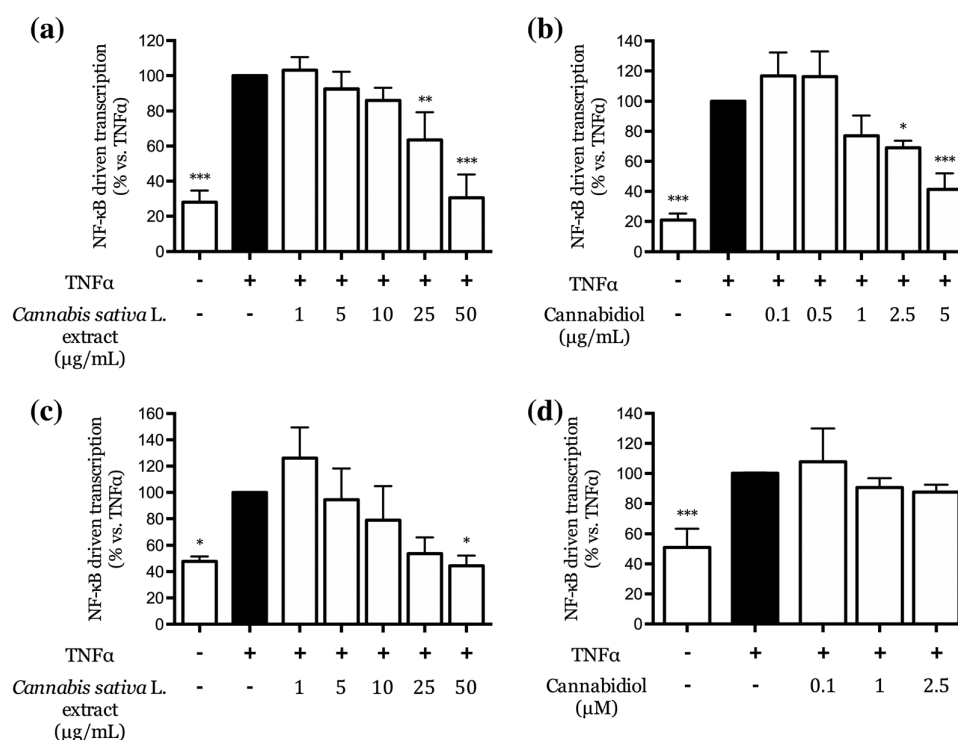 (a)
NF-κB driven transcription
(% vs. TNFα)
120
100
80
60
40
20
0
***
**
***
TNFα - + + + + + +
Cannabis sativa L. - - 1 5 10 25 50
extract
(µg/mL)
(b)
NF-κB driven transcription
(% vs. TNFα)
140
120
100
80
60
40
20
0
***
*
***
TNFα - + + + + + +
Cannabidiol - - 0.1 0.5 1 2.5 5
(µg/mL)
(c)
NF-κB driven transcription
(% vs. TNFα)
160
140
120
100
80
60
40
20
0
*
*
TNFα - + + + + + +
Cannabis sativa L. - - 1 5 10 25 50
extract
(µg/mL)
(d)
NF-κB driven transcription
(% vs. TNFα)
140
120
100
80
60
40
20
0
***
TNFα - + + + +
Cannabidiol - - 0.1 1 2.5
(µM)